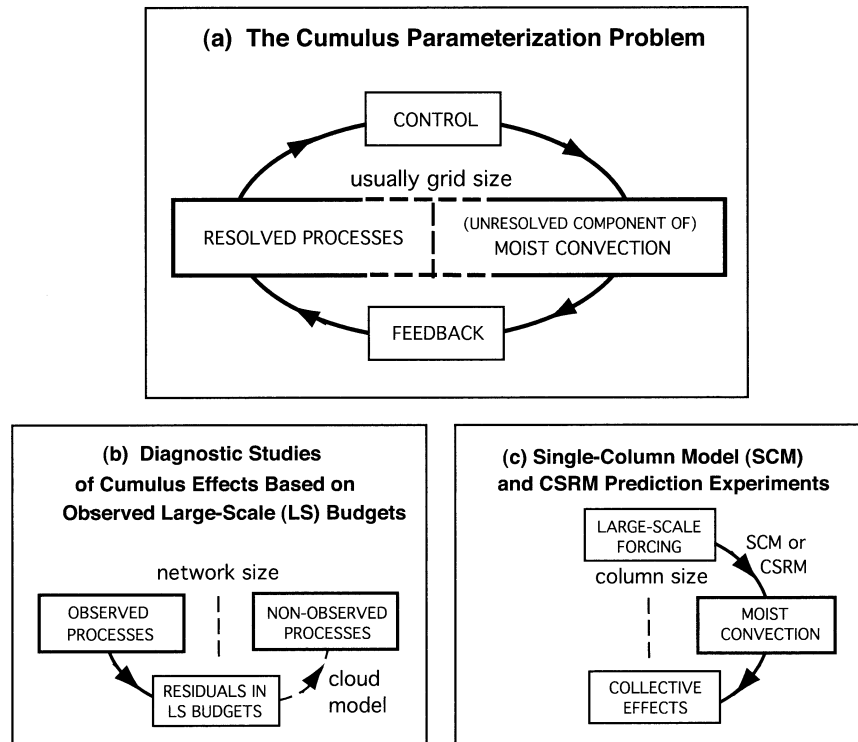 (a) The Cumulus Parameterization Problem
CONTROL
usually grid size
RESOLVED PROCESSES
(UNRESOLVED COMPONENT OF)
MOIST CONVECTION
FEEDBACK
(b) Diagnostic Studies
of Cumulus Effects Based on
Observed Large-Scale (LS) Budgets
network size
OBSERVED
PROCESSES
NON-OBSERVED
PROCESSES
RESIDUALS IN
LS BUDGETS
cloud
model
(c) Single-Column Model (SCM)
and CSRM Prediction Experiments
LARGE-SCALE
FORCING
SCM or
CSRM
column size
MOIST
CONVECTION
COLLECTIVE
EFFECTS